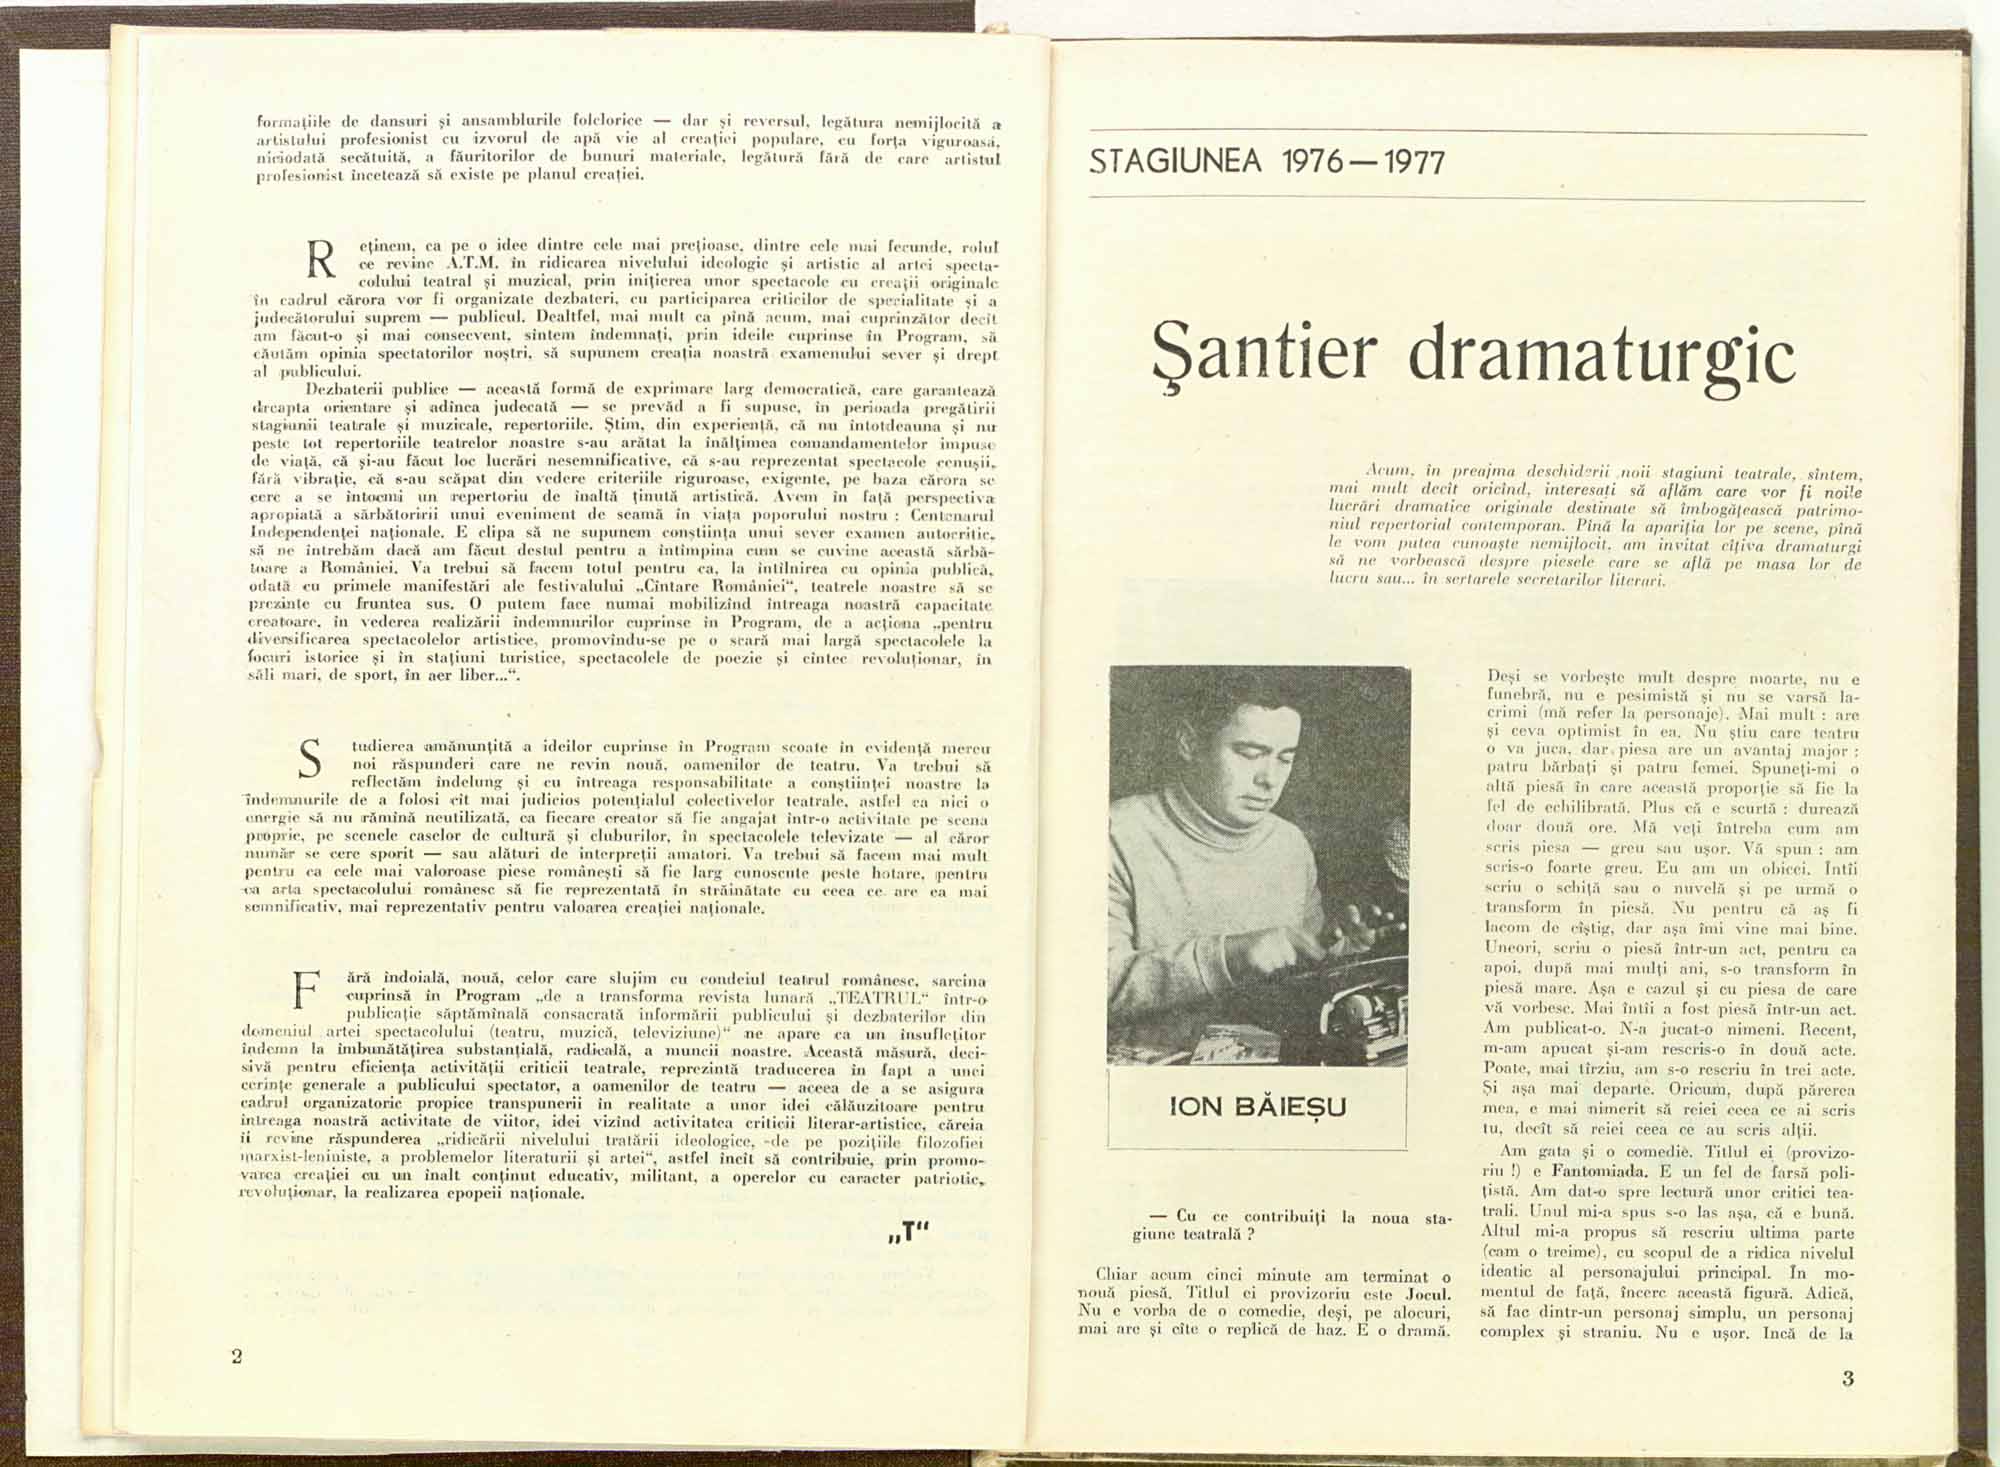 formațiile de dansuri și ansamblurile folclorice — dar și reversul, legătura nemijlocită a
artistului profesionist cu izvorul de apă vie al creației populare, cu forța viguroasă,
niciodată secătuită, a făuritorilor de bunuri materiale, legătură fără de care artistul
profesionist încetează să existe pe planul creației.
Reținem, ca pe o idee dintre cele mai prețioase, dintre cele mai fecunde, rolul
ce revine A.T.M. în ridicarea nivelului ideologic și artistic al artei specta-
colului teatral și muzical, prin inițierea unor spectacole cu creații originale
în cadrul cărora vor fi organizate dezbateri, cu participarea criticilor de specialitate și a
judecătorului suprem — publicul. Dealtfel, mai mult ca pînă acum, mai cuprinzător decît
am făcut-o și mai consecvent, sîntem îndemnați, prin ideile cuprinse în Program, să
căutăm opinia spectatorilor noștri, să supunem creația noastră examenului sever și drept
al publicului.
Dezbaterii publice — această formă de exprimare larg democratică, care garantează
dreapta orientare și adînca judecată — se prevăd a fi supuse, în perioada pregătirii
stagiunii teatrale și muzicale, repertoriile. Știm, din experiență, că nu întotdeauna și nu
peste tot repertoriile teatrelor noastre s-au arătat la înălțimea comandamentelor impuse
de viață, că și-au făcut loc lucrări nesemnificative, că s-au reprezentat spectacole cenușii,
fără vibrație, că s-au scăpat din vedere criteriile riguroase, exigente, pe baza cărora se
cere a se întocmi un repertoriu de înaltă ținută artistică. Avem în față perspectiva
apropiată a sărbătoririi unui eveniment de seamă în viața poporului nostru : Centenarul
Independenței naționale. E clipa să ne supunem conștiința unui sever examen autocritic,
să ne întrebăm dacă am făcut destul pentru a întîmpina cum se cuvine această sărbă-
toare a României. Va trebui să facem totul pentru ca, la întîlnirea cu opinia publică,
odată cu primele manifestări ale festivalului „Cîntare României“, teatrele noastre să se
prezinte cu fruntea sus. O putem face numai mobilizînd întreaga noastră capacitate
creatoare, în vederea realizării îndemnurilor cuprinse în Program, de a acționa „pentru
diversificarea spectacolelor artistice, promovîndu-se pe o scară mai largă spectacolele la
focuri istorice și în stațiuni turistice, spectacolele de poezie și cîntec revoluționar, în
săli mari, de sport, în aer liber...“.
Studierea amănunțită a ideilor cuprinse în Program scoate în evidență mereu
noi răspunderi care ne revin nouă, oamenilor de teatru. Va trebui să
reflectăm îndelung și cu întreaga responsabilitate a conștiinței noastre la
îndemnurile de a folosi cît mai judicios potențialul colectivelor teatrale, astfel ca nici o
energie să nu rămînă neutilizată, ca fiecare creator să fie angajat într-o activitate pe scena
proprie, pe scenele caselor de cultură și cluburilor, în spectacolele televizate — al căror
număr se cere sporit — sau alături de interpreții amatori. Va trebui să facem mai mult
pentru ca cele mai valoroase piese românești să fie larg cunoscute peste hotare, pentru
ca arta spectacolului românesc să fie reprezentată în străinătate cu ceea ce are ea mai
semnificativ, mai reprezentativ pentru valoarea creației naționale.
Fără îndoială, nouă, celor care slujim cu condeiul teatrul românesc, sarcina
cuprinsă în Program „de a transforma revista lunară „TEATRUL“ într-o
publicație săptămînală consacrată informării publicului și dezbaterilor din
domeniul artei spectacolului (teatru, muzică, televiziune)“ ne apare ca un însuflețitor
îndemn la îmbunătățirea substanțială, radicală, a muncii noastre. Această măsură, deci-
sivă pentru eficiența activității criticii teatrale, reprezintă traducerea în fapt a unei
cerințe generale a publicului spectator, a oamenilor de teatru — aceea de a se asigura
cadrul organizatoric propice transpunerii în realitate a unor idei călăuzitoare pentru
întreaga noastră activitate de viitor, idei vizînd activitatea criticii literar-artistice, căreia
îi revine răspunderea „ridicării nivelului tratării ideologice, de pe pozițiile filozofiei
marxist-leniniste, a problemelor literaturii și artei“, astfel încît să contribuie, prin promo-
varea creației cu un înalt conținut educativ, militant, a operelor cu caracter patriotic,
revoluționar, la realizarea epopeii naționale.
„T“
2
STAGIUNEA 1976—1977
Șantier dramaturgic
Acum, în preajma deschiderii noii stagiuni teatrale, sîntem,
mai mult decît oricînd, interesați să aflăm care vor fi noile
lucrări dramatice originale destinate să îmbogățească patrimo-
niul repertorial contemporan. Pînă la apariția lor pe scene, pînă
le vom putea cunoaște nemijlocit, am invitat cîțiva dramaturgi
să ne vorbească despre piesele care se află pe masa lor de
lucru sau... în sertarele secretarilor literari.
ION BĂIEȘU
— Cu ce contribuiți la noua sta-
giune teatrală ?
Chiar acum cinci minute am terminat o
nouă piesă. Titlul ei provizoriu este Jocul.
Nu e vorba de o comedie, deși, pe alocuri,
mai are și cîte o replică de haz. E o dramă.
Deși se vorbește mult despre moarte, nu e
funebră, nu e pesimistă și nu se varsă la-
crimi (mă refer la personaje). Mai mult : are
și ceva optimist în ea. Nu știu care teatru
o va juca, dar piesa are un avantaj major :
patru bărbați și patru femei. Spuneți-mi o
altă piesă în care această proporție să fie la
fel de echilibrată. Plus că e scurtă : durează
doar două ore. Mă veți întreba cum am
scris piesa — greu sau ușor. Vă spun : am
scris-o foarte greu. Eu am un obicei. Întîi
scriu o schiță sau o nuvelă și pe urmă o
transform în piesă. Nu pentru că aș fi
lacom de cîștig, dar așa îmi vine mai bine.
Uneori, scriu o piesă într-un act, pentru ca
apoi, după mai mulți ani, s-o transform în
piesă mare. Așa e cazul și cu piesa de care
vă vorbesc. Mai întîi a fost piesă într-un act.
Am publicat-o. N-a jucat-o nimeni. Recent,
m-am apucat și-am rescris-o în două acte.
Poate, mai tîrziu, am s-o rescriu în trei acte.
Și așa mai departe. Oricum, după părerea
mea, e mai nimerit să reiei ceea ce ai scris
tu, decît să reiei ceea ce au scris alții.
Am gata și o comedie. Titlul ei (provizo-
riu !) e Fantomiada. E un fel de farsă poli-
țistă. Am dat-o spre lectură unor critici tea-
trali. Unul mi-a spus s-o las așa, că e bună.
Altul mi-a propus să rescriu ultima parte
(cam o treime), cu scopul de a ridica nivelul
ideatic al personajului principal. În mo-
mentul de față, încerc această figură. Adică,
să fac dintr-un personaj simplu, un personaj
complex și straniu. Nu e ușor. Încă de la
3